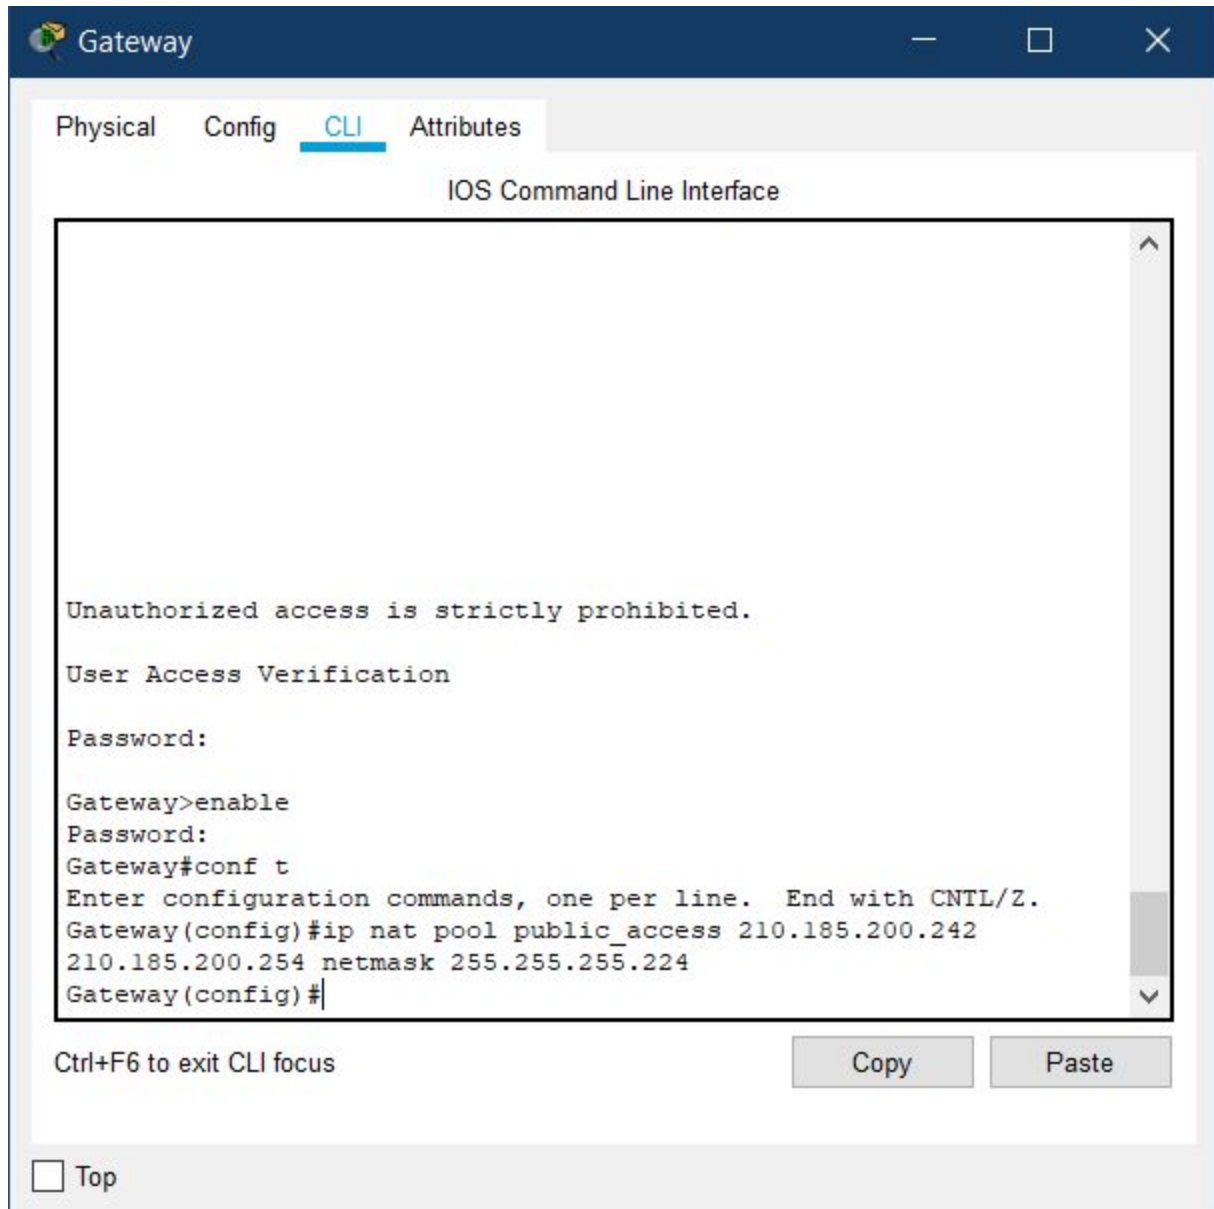 Gateway
Physical Config CLI Attributes
IOS Command Line Interface
Unauthorized access is strictly prohibited.
User Access Verification
Password:
Gateway>enable
Password:
Gateway#conf t
Enter configuration commands, one per line.  End with CNTL/Z.
Gateway(config)#ip nat pool public_access 210.185.200.242
210.185.200.254 netmask 255.255.255.224
Gateway(config)#
Ctrl+F6 to exit CLI focus
Copy Paste
Top